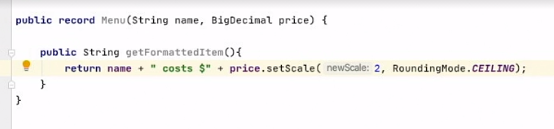 public record Menu(String name, BigDecimal price) {
public String getFormattedItem(){
return name + " costs $" + price.setScale( newScale: 2, RoundingMode.CEILING);
}
}